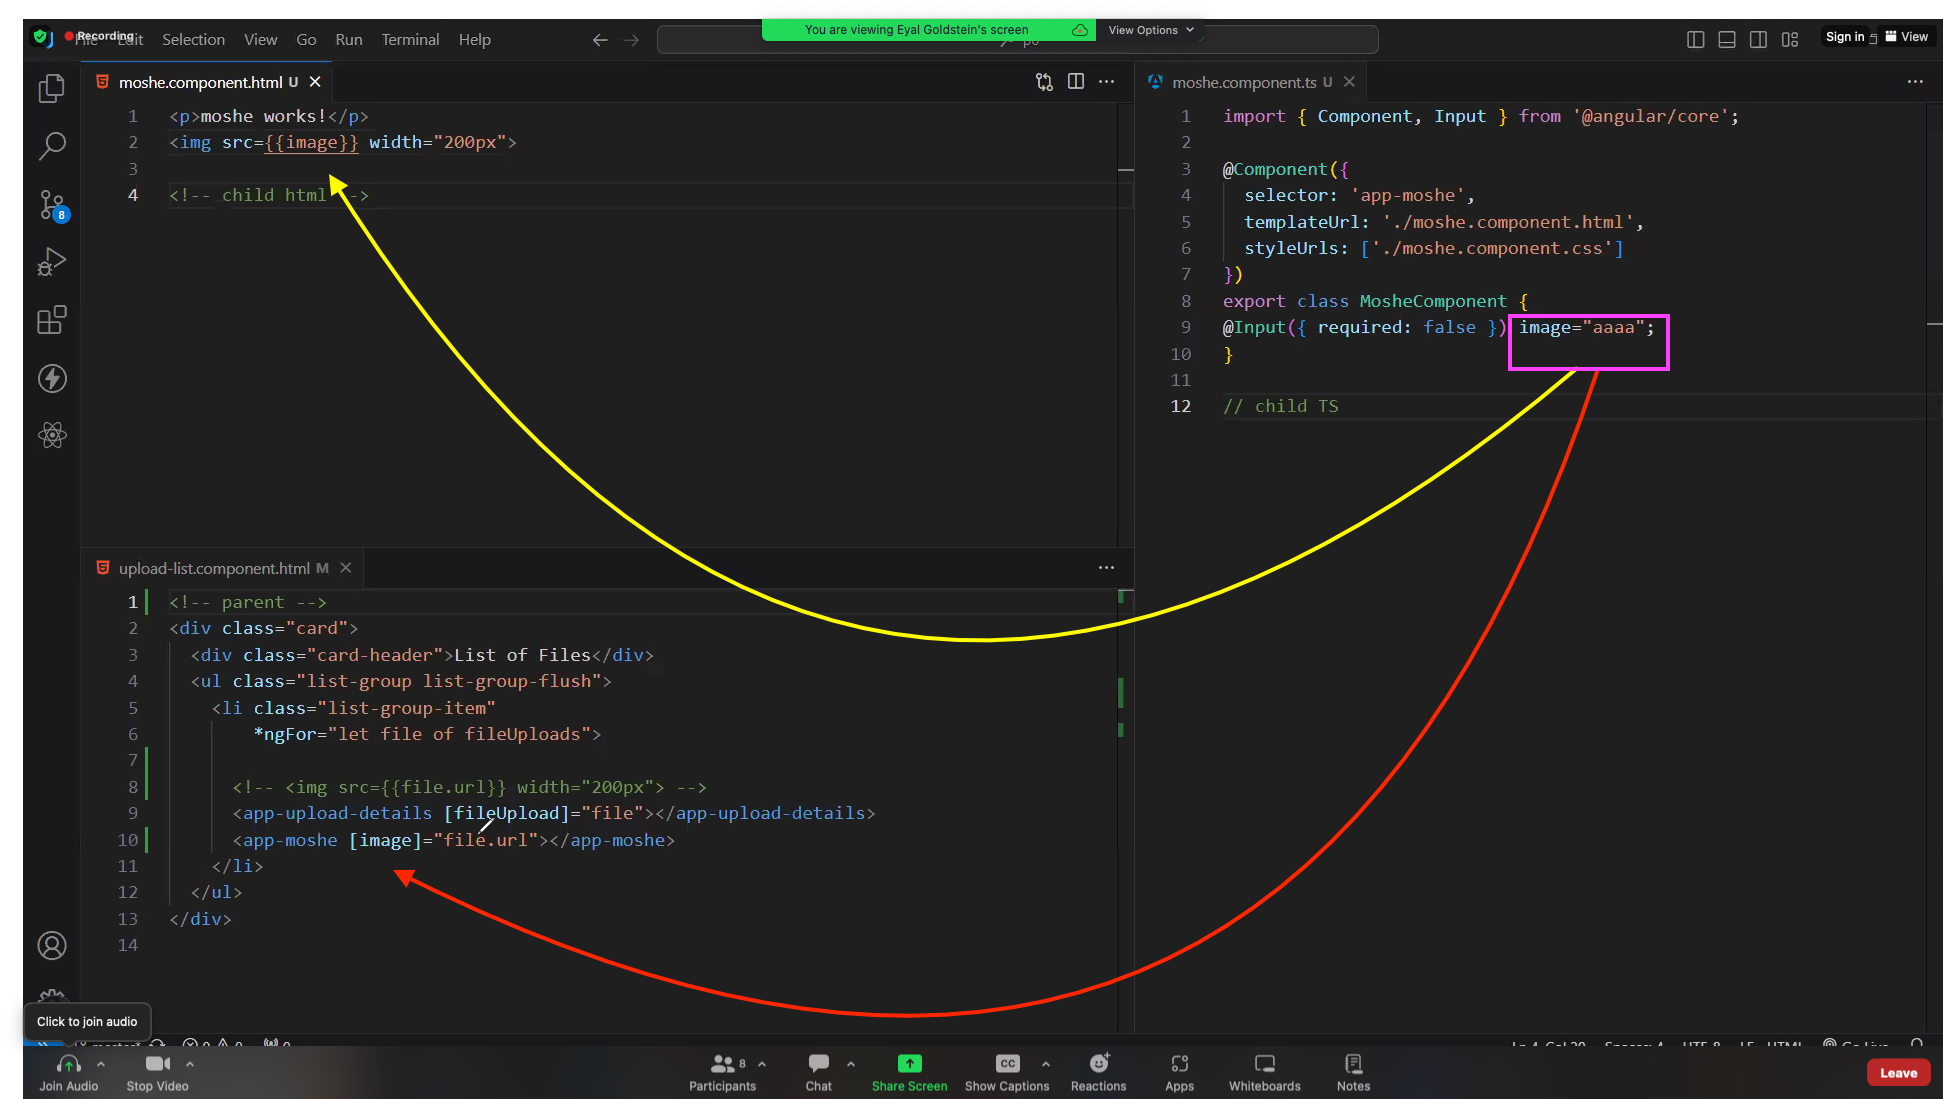 Recording
File Edit Selection View Go Run Terminal Help
You are viewing Eyal Goldstein's screen
View Options
Sign in
View
moshe.component.html U
1 <p>moshe works!</p>
2 <img src={{image}} width="200px">
3
4 <!-- child html -->
moshe.component.ts U
1 import { Component, Input } from '@angular/core';
2
3 @Component({
4 selector: 'app-moshe',
5 templateUrl: './moshe.component.html',
6 styleUrls: ['./moshe.component.css']
7 })
8 export class MosheComponent {
9 @Input({ required: false }) image="aaaa";
10 }
11
12 // child TS
8
upload-list.component.html M
1 <!-- parent -->
2 <div class="card">
3 <div class="card-header">List of Files</div>
4 <ul class="list-group list-group-flush">
5 <li class="list-group-item"
6 *ngFor="let file of fileUploads">
7
8 <!-- <img src={{file.url}} width="200px"> -->
9 <app-upload-details [fileUpload]="file"></app-upload-details>
10 <app-moshe [image]="file.url"></app-moshe>
11 </li>
12 </ul>
13 </div>
14
Click to join audio
Join Audio
Stop Video
8
Participants
Chat
Share Screen
CC
Show Captions
Reactions
Apps
Whiteboards
Notes
Leave